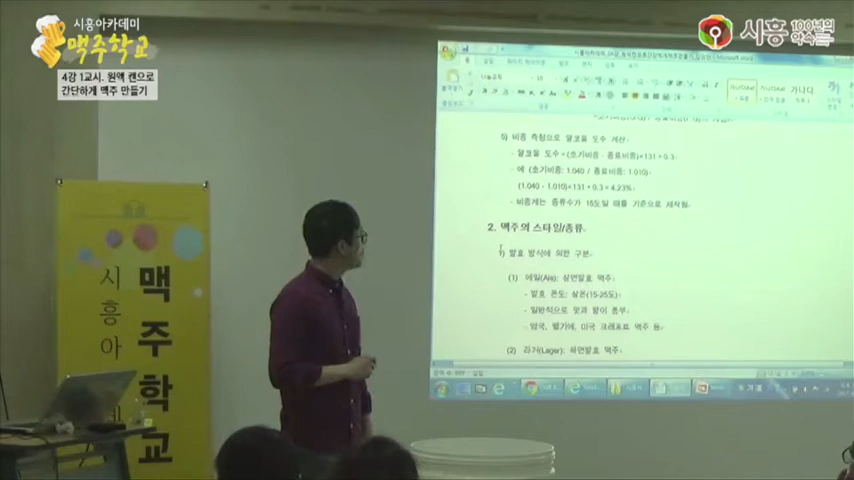 시흥아카데미
맥주학교
4강 1교시. 원액 캔으로
간단하게 맥주 만들기
시흥 100년의
약속
5) 비중 측정으로 알코올 도수 계산
- 알코올 도수 = (초기비중 - 종료비중)×131 + 0.3
- 예 (초기비중: 1.040 / 종료비중: 1.010)
(1.040 - 1.010)×131 + 0.3 = 4.23%
- 비중계는 증류수가 15도일 때를 기준으로 제작됨
2. 맥주의 스타일/종류
1) 발효 방식에 의한 구분
(1) 에일(Ale): 상면발효 맥주
- 발효 온도: 상온(15-25도)
- 일반적으로 맛과 향이 풍부
- 영국, 벨기에, 미국 크래프트 맥주 등
(2) 라거(Lager): 하면발효 맥주
시흥아
맥주학교